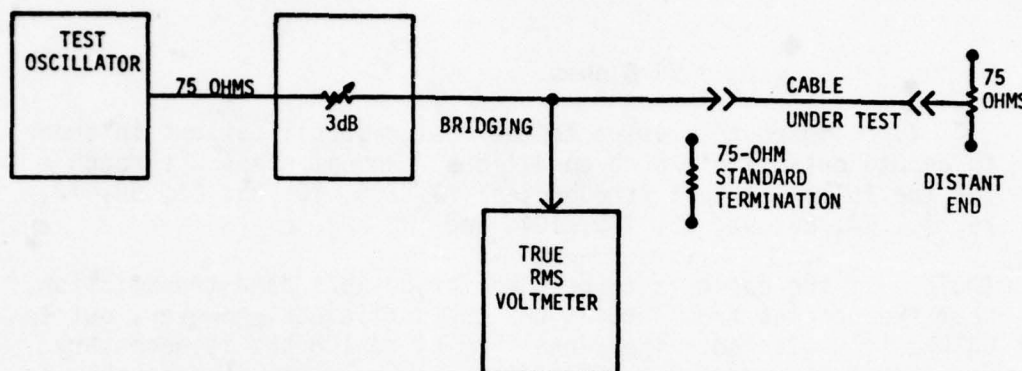 TEST
OSCILLATOR
75 OHMS
3dB
BRIDGING
CABLE
UNDER TEST
75
OHMS
75-OHM
STANDARD
TERMINATION
DISTANT
END
TRUE
RMS
VOLTMETER